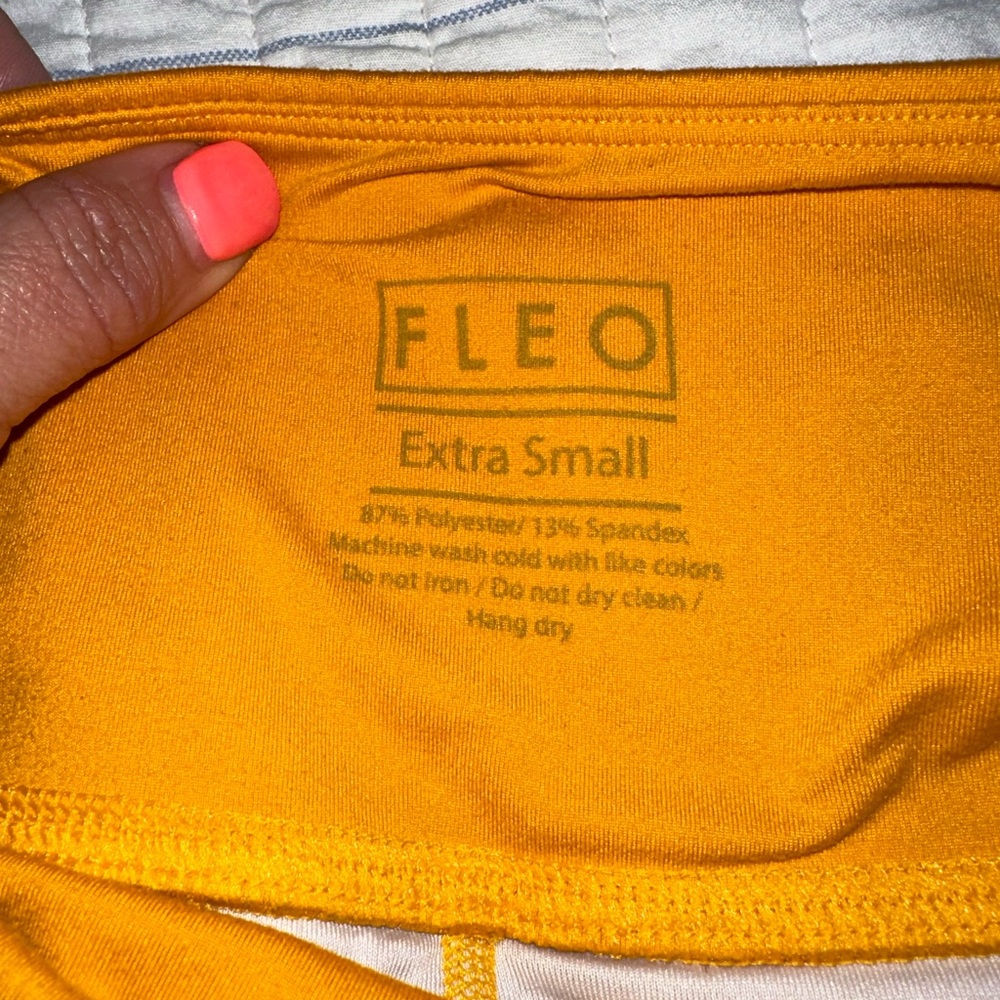 FLEO
Extra Small
87% Polyester/ 13% Spandex
Machine wash cold with like colors
Do not iron / Do not dry clean /
Hang dry